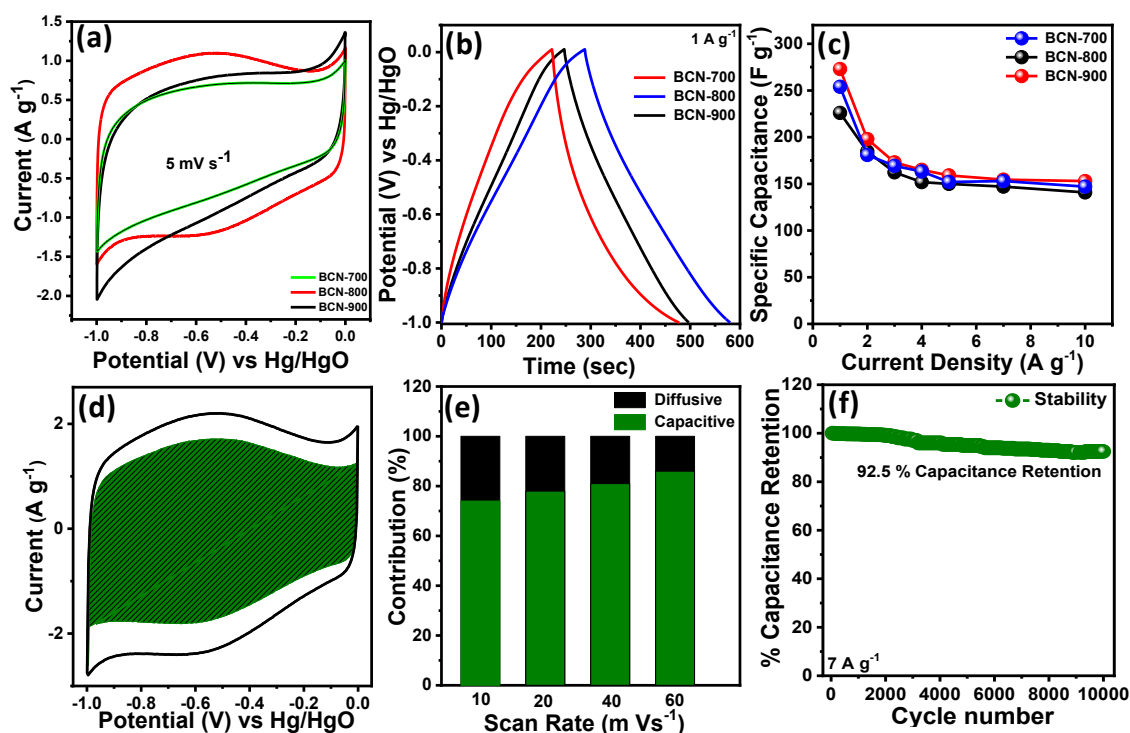 (a)
1.5
1.0
0.5
0.0
-0.5
-1.0
-1.5
-2.0
Current (A g-1)
5 mV s-1
BCN-700
BCN-800
BCN-900
-1.0 -0.8 -0.6 -0.4 -0.2 0.0
Potential (V) vs Hg/HgO
(b)
1 A g-1
0.0
-0.2
-0.4
-0.6
-0.8
-1.0
Potential (V) vs Hg/HgO
BCN-700
BCN-800
BCN-900
0 100 200 300 400 500 600
Time (sec)
(c)
300
250
200
150
100
50
0
Specific Capacitance (F g-1)
BCN-700
BCN-800
BCN-900
0 2 4 6 8 10
Current Density (A g-1)
(d)
2
0
-2
Current (A g-1)
-1.0 -0.8 -0.6 -0.4 -0.2 0.0
Potential (V) vs Hg/HgO
(e)
Diffusive
Capacitive
120
100
80
60
40
20
0
Contribution (%)
10 20 40 60
Scan Rate (m Vs-1)
(f)
Stability
120
100
80
60
40
20
0
% Capacitance Retention
92.5 % Capacitance Retention
7 A g-1
0 2000 4000 6000 8000 10000
Cycle number